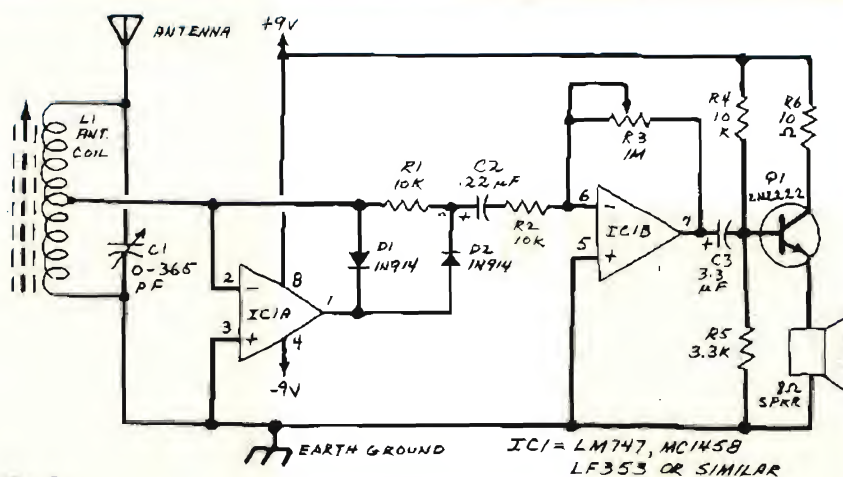 ANTENNA
+9V
L1
ANT.
COIL
C1
0-365
pF
R1
10K
C2
.22µF
+
R2
10K
D1
1N914
D2
1N914
2
-
3
+
IC1A
8
1
4
-9V
R3
1M
6
-
5
+
IC1B
7
+
C3
3.3
µF
R4
10
K
R6
10
Ω
Q1
2N2222
R5
3.3K
8Ω
SPKR
EARTH GROUND
IC1 = LM747, MC1458
LF353 OR SIMILAR